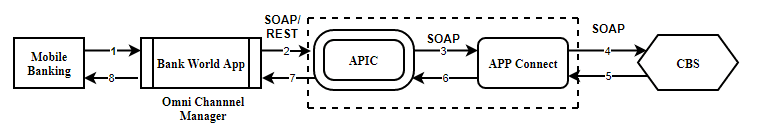 SOAP/
REST
SOAP
SOAP
Mobile
Banking
1
8
Bank World App
2
7
APIC
3
6
APP Connect
4
5
CBS
Omni Channnel
Manager